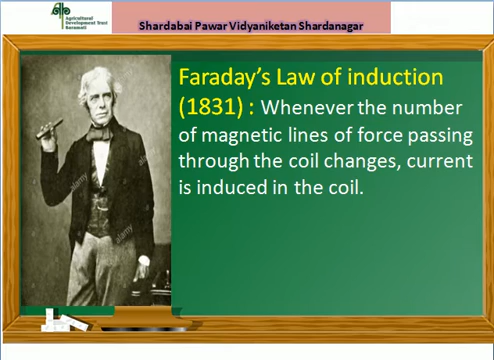 Agricultural
Development Trust
Baramati
Shardabai Pawar Vidyaniketan Shardanagar
Faraday’s Law of induction
(1831) : Whenever the number
of magnetic lines of force passing
through the coil changes, current
is induced in the coil.
alamy
alamy
alamy